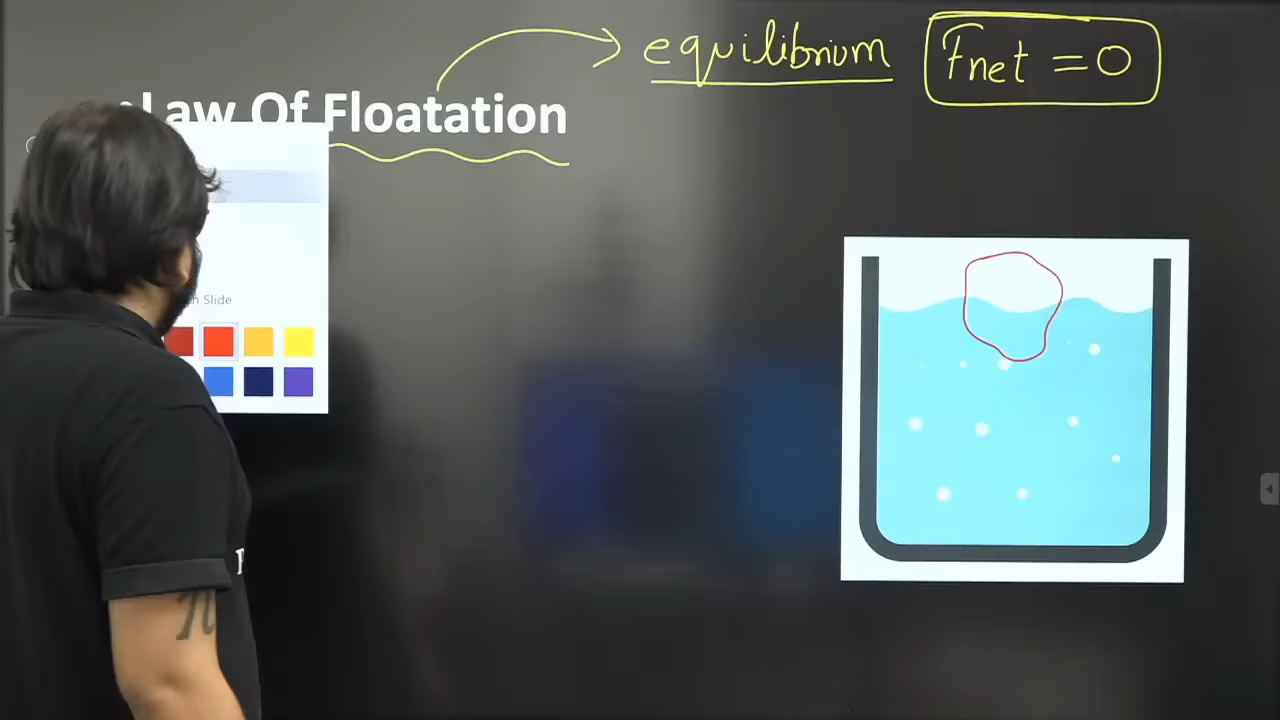 equilibrium Fnet = 0
Law Of Floatation
Slide
π